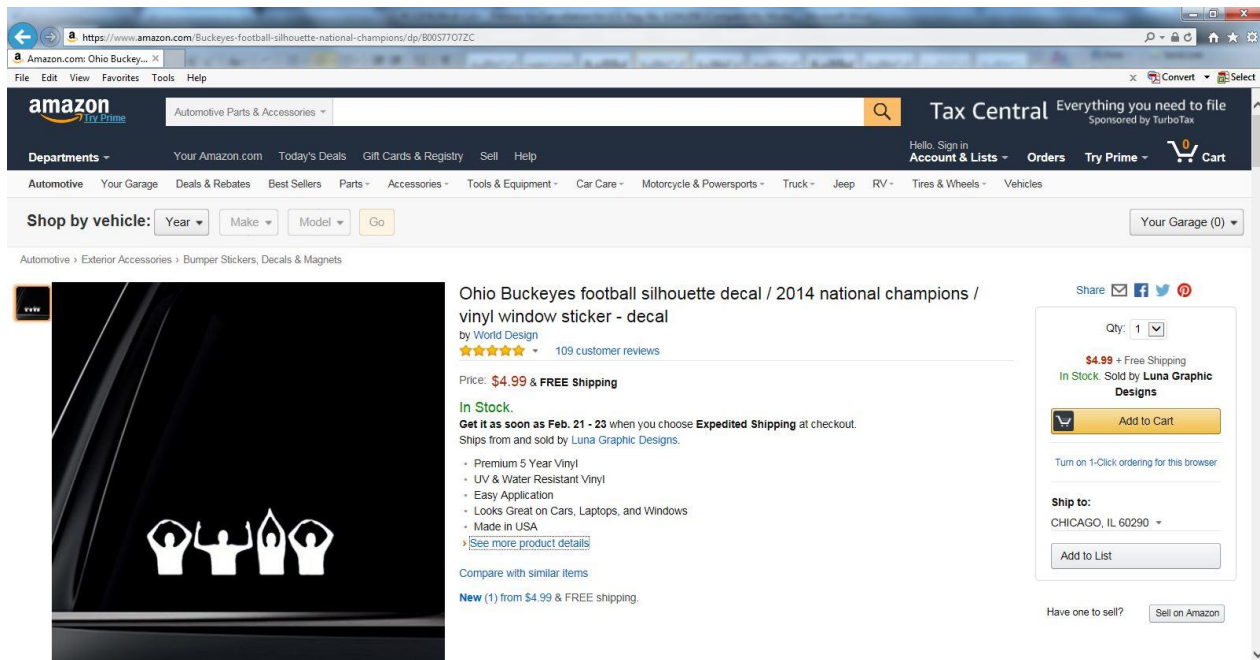 https://www.amazon.com/Buckeyes-football-silhouette-national-champions/dp/B00S77O7ZC
Amazon.com: Ohio Buckey... ×
File Edit View Favorites Tools Help
x Convert Select
amazon
Try Prime
Automotive Parts & Accessories
Tax Central Everything you need to file
Sponsored by TurboTax
Departments
Your Amazon.com Today's Deals Gift Cards & Registry Sell Help
Hello. Sign in
Account & Lists Orders Try Prime 0 Cart
Automotive Your Garage Deals & Rebates Best Sellers Parts Accessories Tools & Equipment Car Care Motorcycle & Powersports Truck Jeep RV Tires & Wheels Vehicles
Shop by vehicle: Year Make Model Go
Your Garage (0)
Automotive › Exterior Accessories › Bumper Stickers, Decals & Magnets
Ohio Buckeyes football silhouette decal / 2014 national champions /
vinyl window sticker - decal
by World Design
109 customer reviews
Price: $4.99 & FREE Shipping
In Stock.
Get it as soon as Feb. 21 - 23 when you choose Expedited Shipping at checkout.
Ships from and sold by Luna Graphic Designs.
Premium 5 Year Vinyl
UV & Water Resistant Vinyl
Easy Application
Looks Great on Cars, Laptops, and Windows
Made in USA
› See more product details
Compare with similar items
New (1) from $4.99 & FREE shipping.
Share
Qty: 1
$4.99 + Free Shipping
In Stock. Sold by Luna Graphic
Designs
Add to Cart
Turn on 1-Click ordering for this browser
Ship to:
CHICAGO, IL 60290
Add to List
Have one to sell? Sell on Amazon